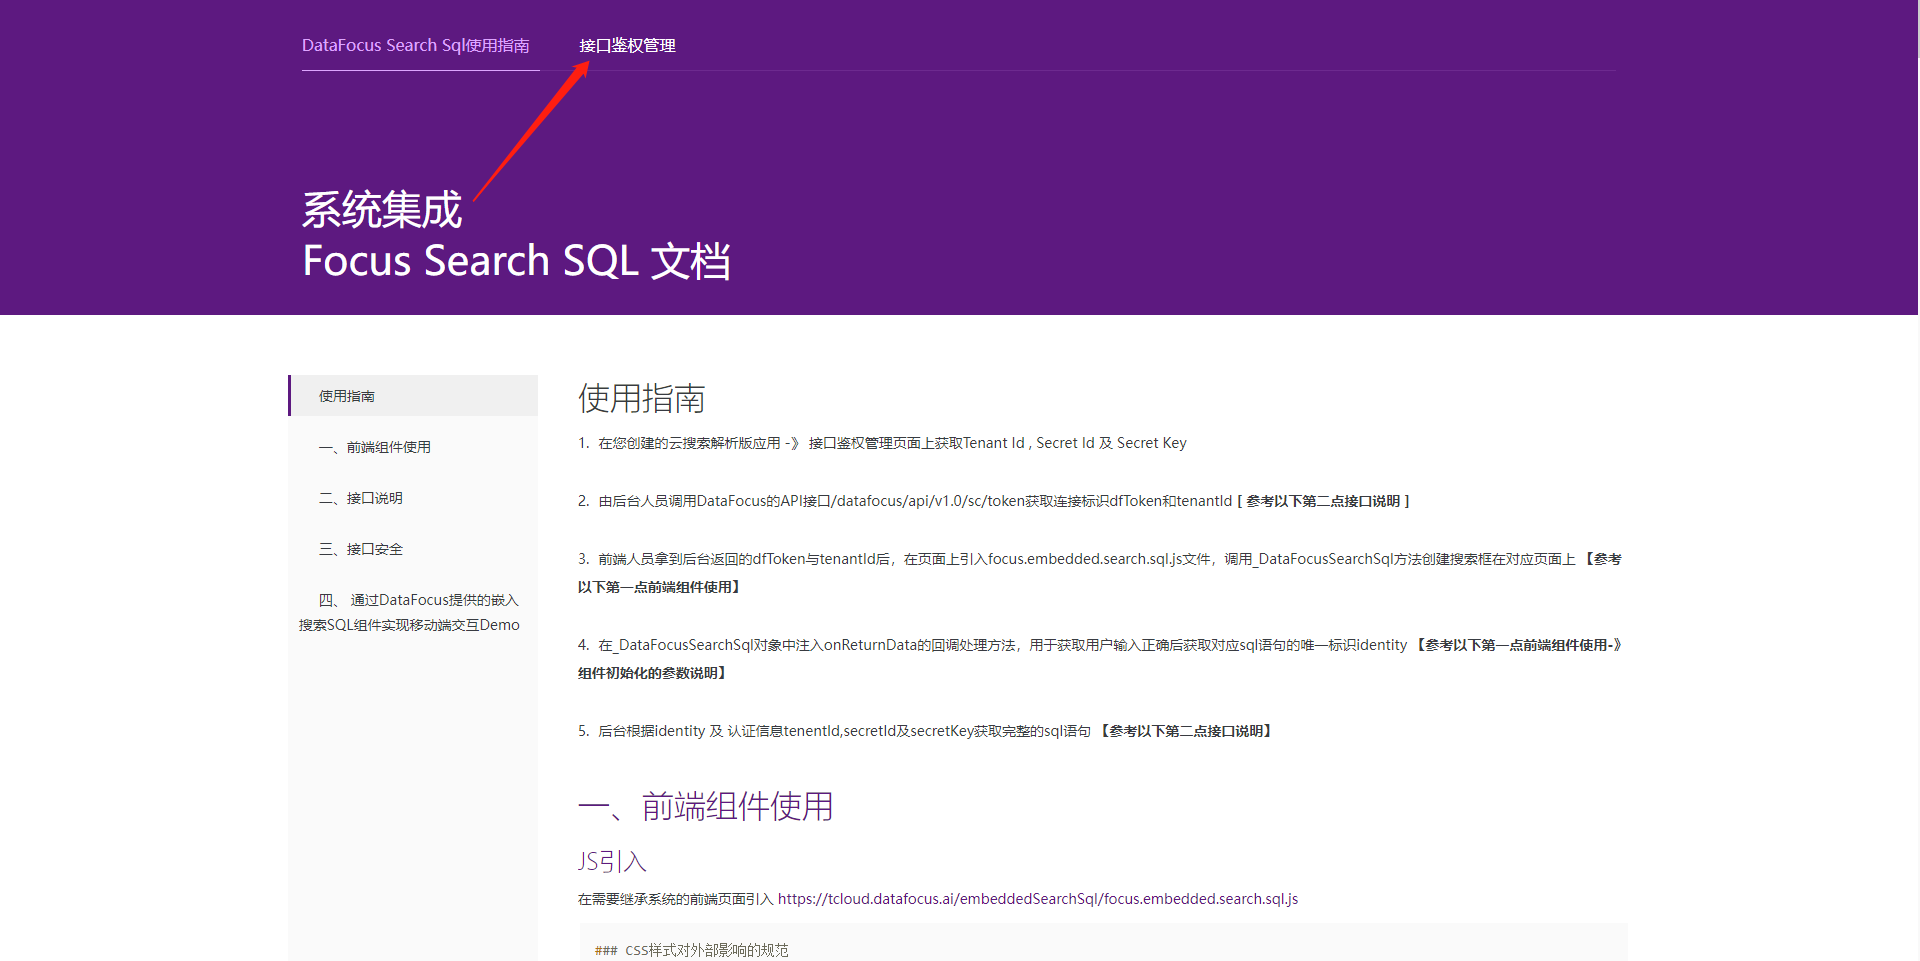 DataFocus Search Sql使用指南
接口鉴权管理
系统集成
Focus Search SQL 文档
使用指南
一、前端组件使用
二、接口说明
三、接口安全
四、 通过DataFocus提供的嵌入
搜索SQL组件实现移动端交互Demo
使用指南
1. 在您创建的云搜索解析版应用 -》 接口鉴权管理页面上获取Tenant Id , Secret Id 及 Secret Key
2. 由后台人员调用DataFocus的API接口/datafocus/api/v1.0/sc/token获取连接标识dfToken和tenantId [ 参考以下第二点接口说明 ]
3. 前端人员拿到后台返回的dfToken与tenantId后，在页面上引入focus.embedded.search.sql.js文件，调用_DataFocusSearchSql方法创建搜索框在对应页面上 【参考
以下第一点前端组件使用】
4. 在_DataFocusSearchSql对象中注入onReturnData的回调处理方法，用于获取用户输入正确后获取对应sql语句的唯一标识identity 【参考以下第一点前端组件使用-》
组件初始化的参数说明】
5. 后台根据identity 及 认证信息tenentId,secretId及secretKey获取完整的sql语句 【参考以下第二点接口说明】
一、前端组件使用
JS引入
在需要继承系统的前端页面引入 https://tcloud.datafocus.ai/embeddedSearchSql/focus.embedded.search.sql.js
### CSS样式对外部影响的规范